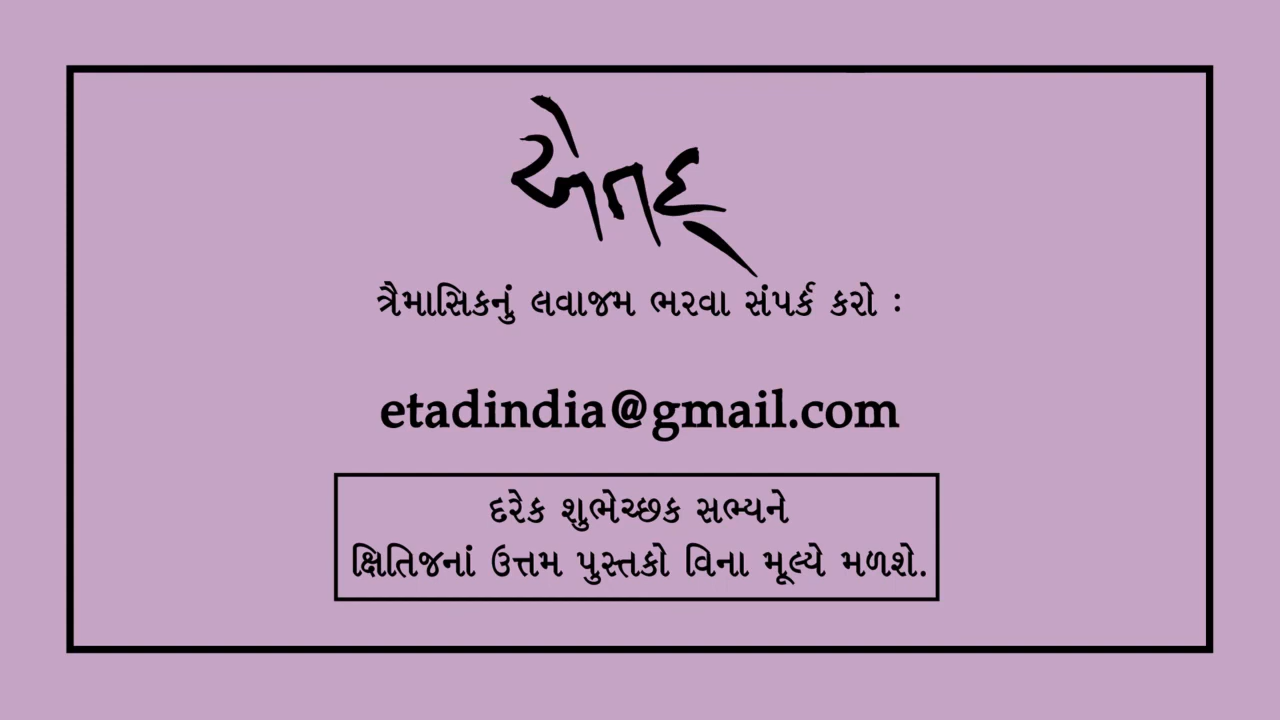 એતદ્
ત્રૈમાસિકનું લવાજમ ભરવા સંપર્ક કરો :
etadindia@gmail.com
દરેક શુભેચ્છક સભ્યને
ક્ષિતિજનાં ઉત્તમ પુસ્તકો વિના મૂલ્યે મળશે.